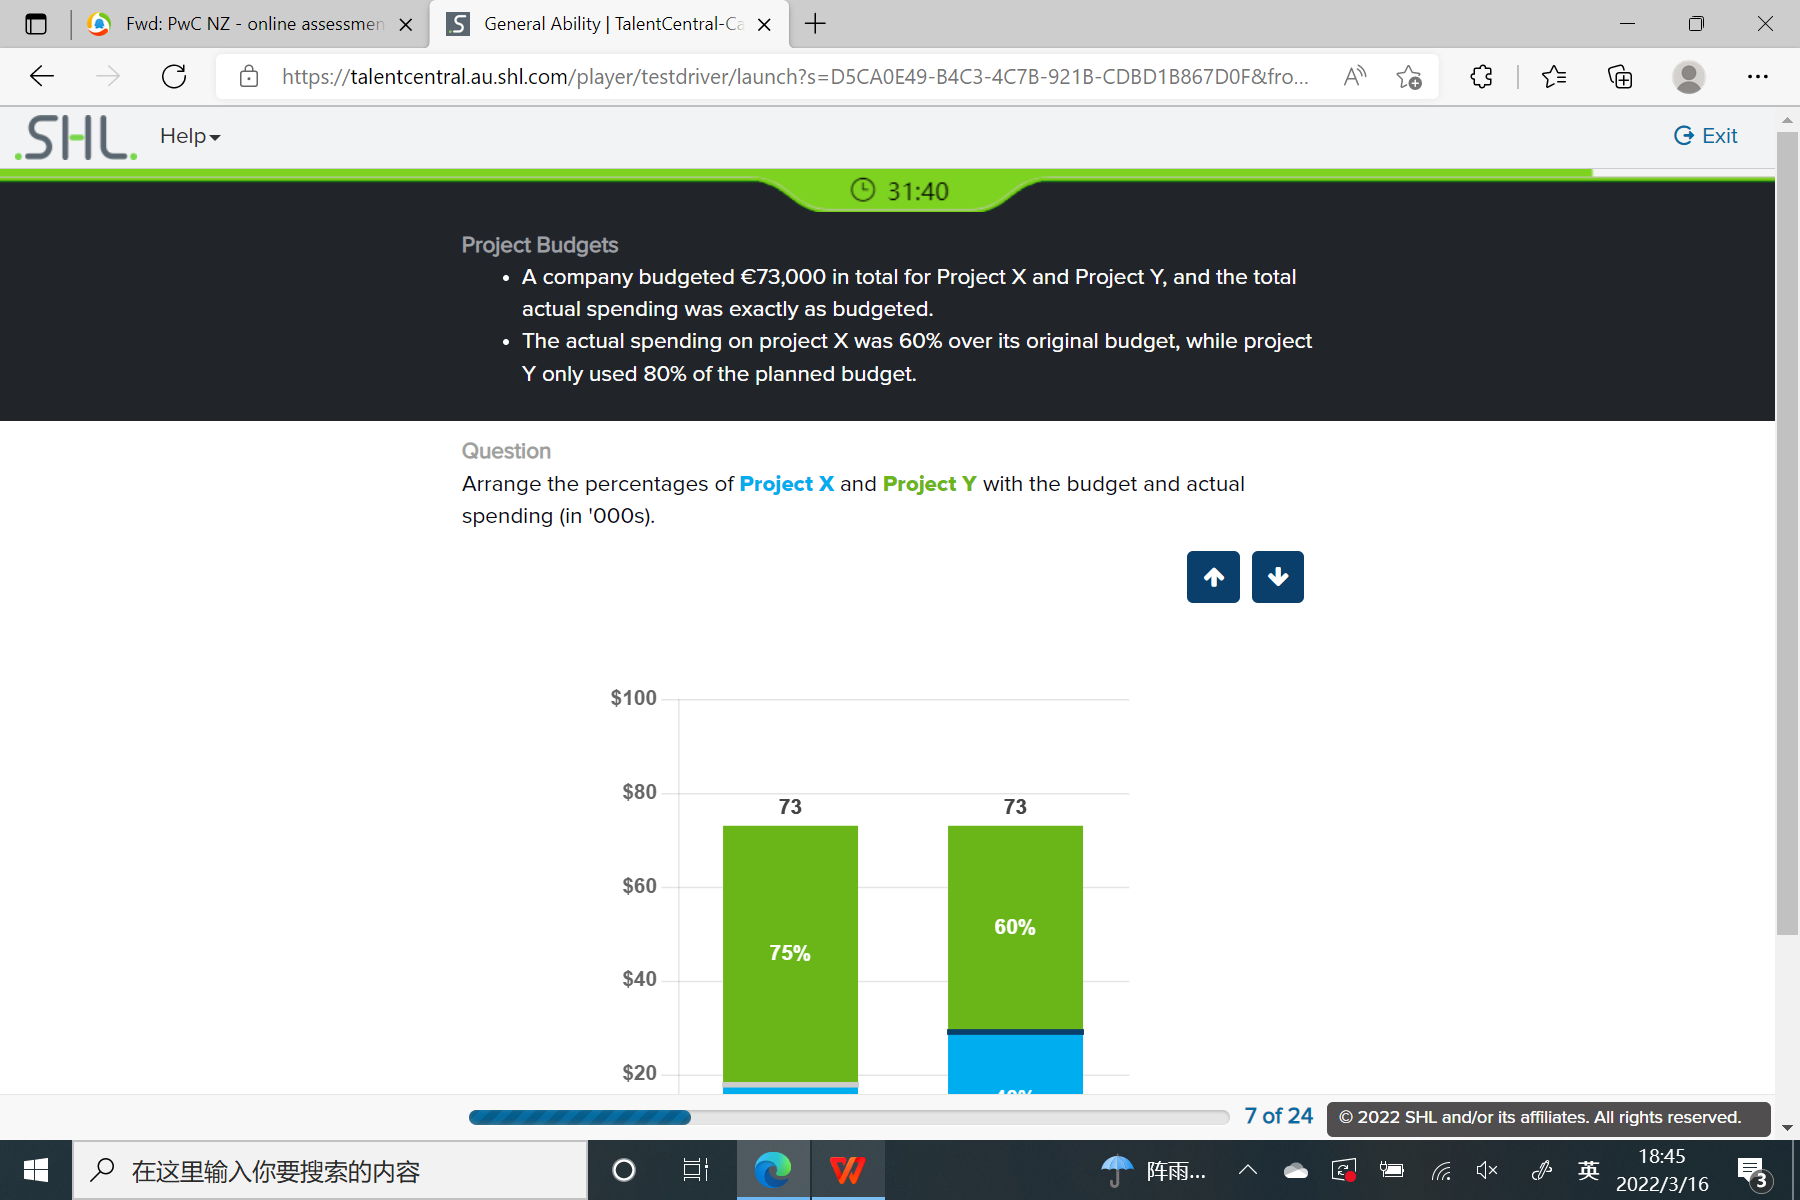 Fwd: PwC NZ - online assessmen
General Ability | TalentCentral-Ca
https://talentcentral.au.shl.com/player/testdriver/launch?s=D5CA0E49-B4C3-4C7B-921B-CDBD1B867D0F&fro...
.SHL.
Help
Exit
31:40
Project Budgets
• A company budgeted €73,000 in total for Project X and Project Y, and the total
actual spending was exactly as budgeted.
• The actual spending on project X was 60% over its original budget, while project
Y only used 80% of the planned budget.
Question
Arrange the percentages of Project X and Project Y with the budget and actual
spending (in '000s).
$100
$80
73
73
$60
60%
75%
$40
$20
7 of 24
© 2022 SHL and/or its affiliates. All rights reserved.
在这里输入你要搜索的内容
阵雨...
英
18:45
2022/3/16
3